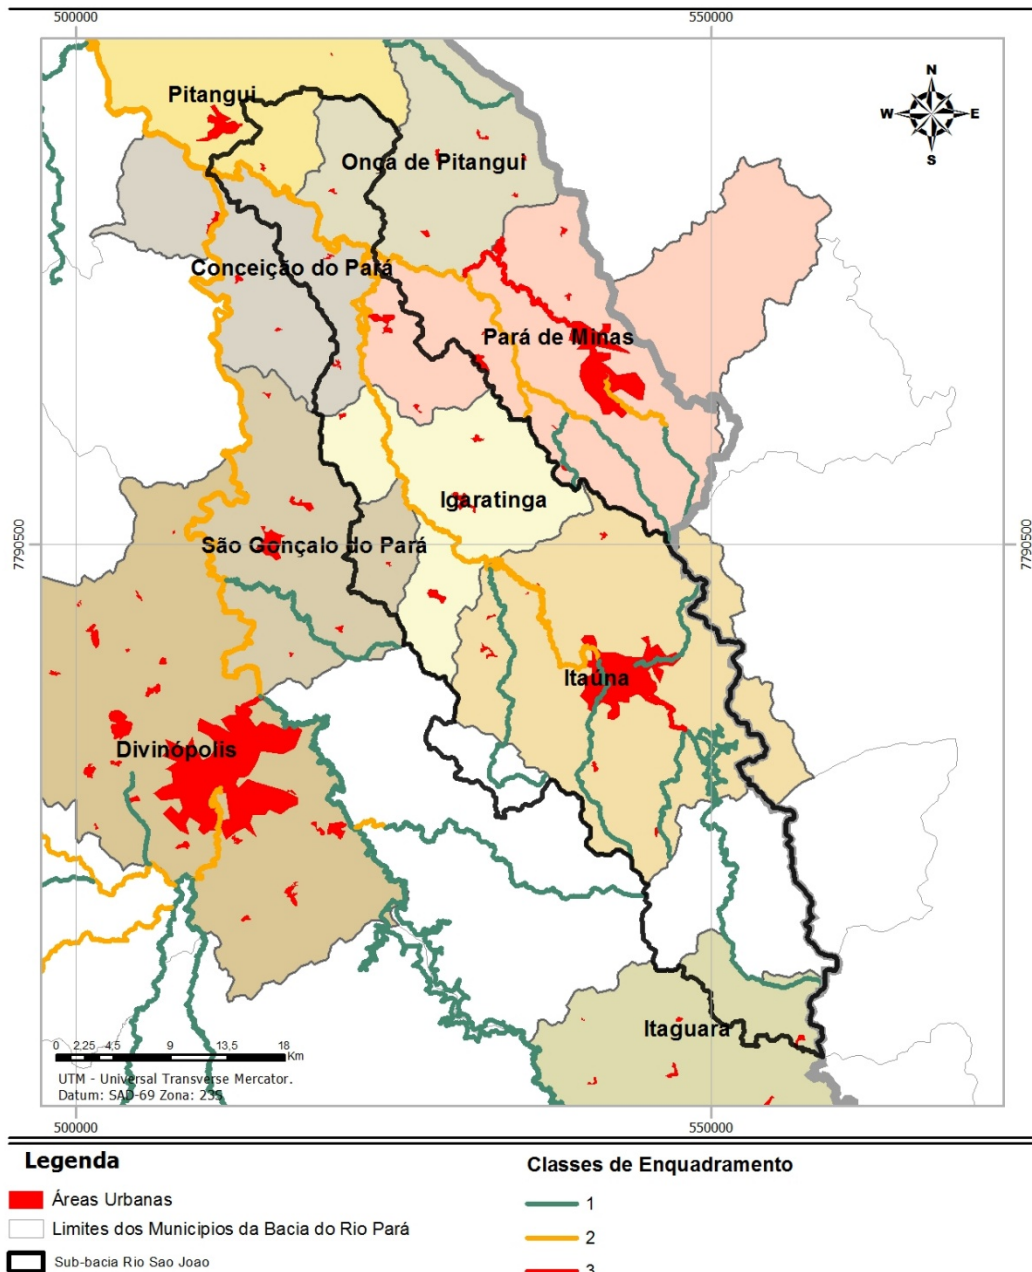 500000 550000
N
W E
S
Pitangui
Onça de Pitangui
Conceição do Pará
Pará de Minas
Igaratinga
7790500 São Gonçalo do Pará 7790500
Itaúna
Divinópolis
Itaguara
0 2,25 4,5 9 13,5 18
Km
UTM - Universal Transverse Mercator.
Datum: SAD-69 Zona: 23S
500000 550000
Legenda
Áreas Urbanas
Limites dos Municipios da Bacia do Rio Pará
Sub-bacia Rio Sao Joao
Classes de Enquadramento
1
2
3